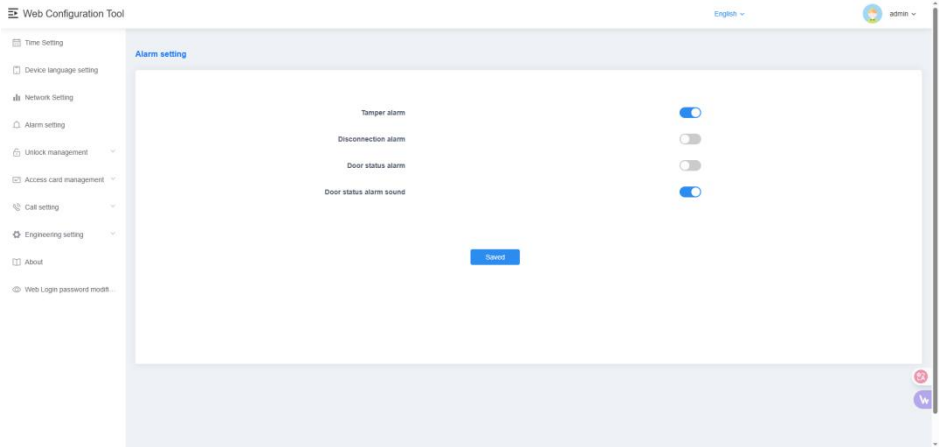 Web Configuration Tool
English
admin
Time Setting
Device language setting
Network Setting
Alarm setting
Unlock management
Access card management
Call setting
Engineering setting
About
Web Login password modifi...
Alarm setting
Tamper alarm
Disconnection alarm
Door status alarm
Door status alarm sound
Saved